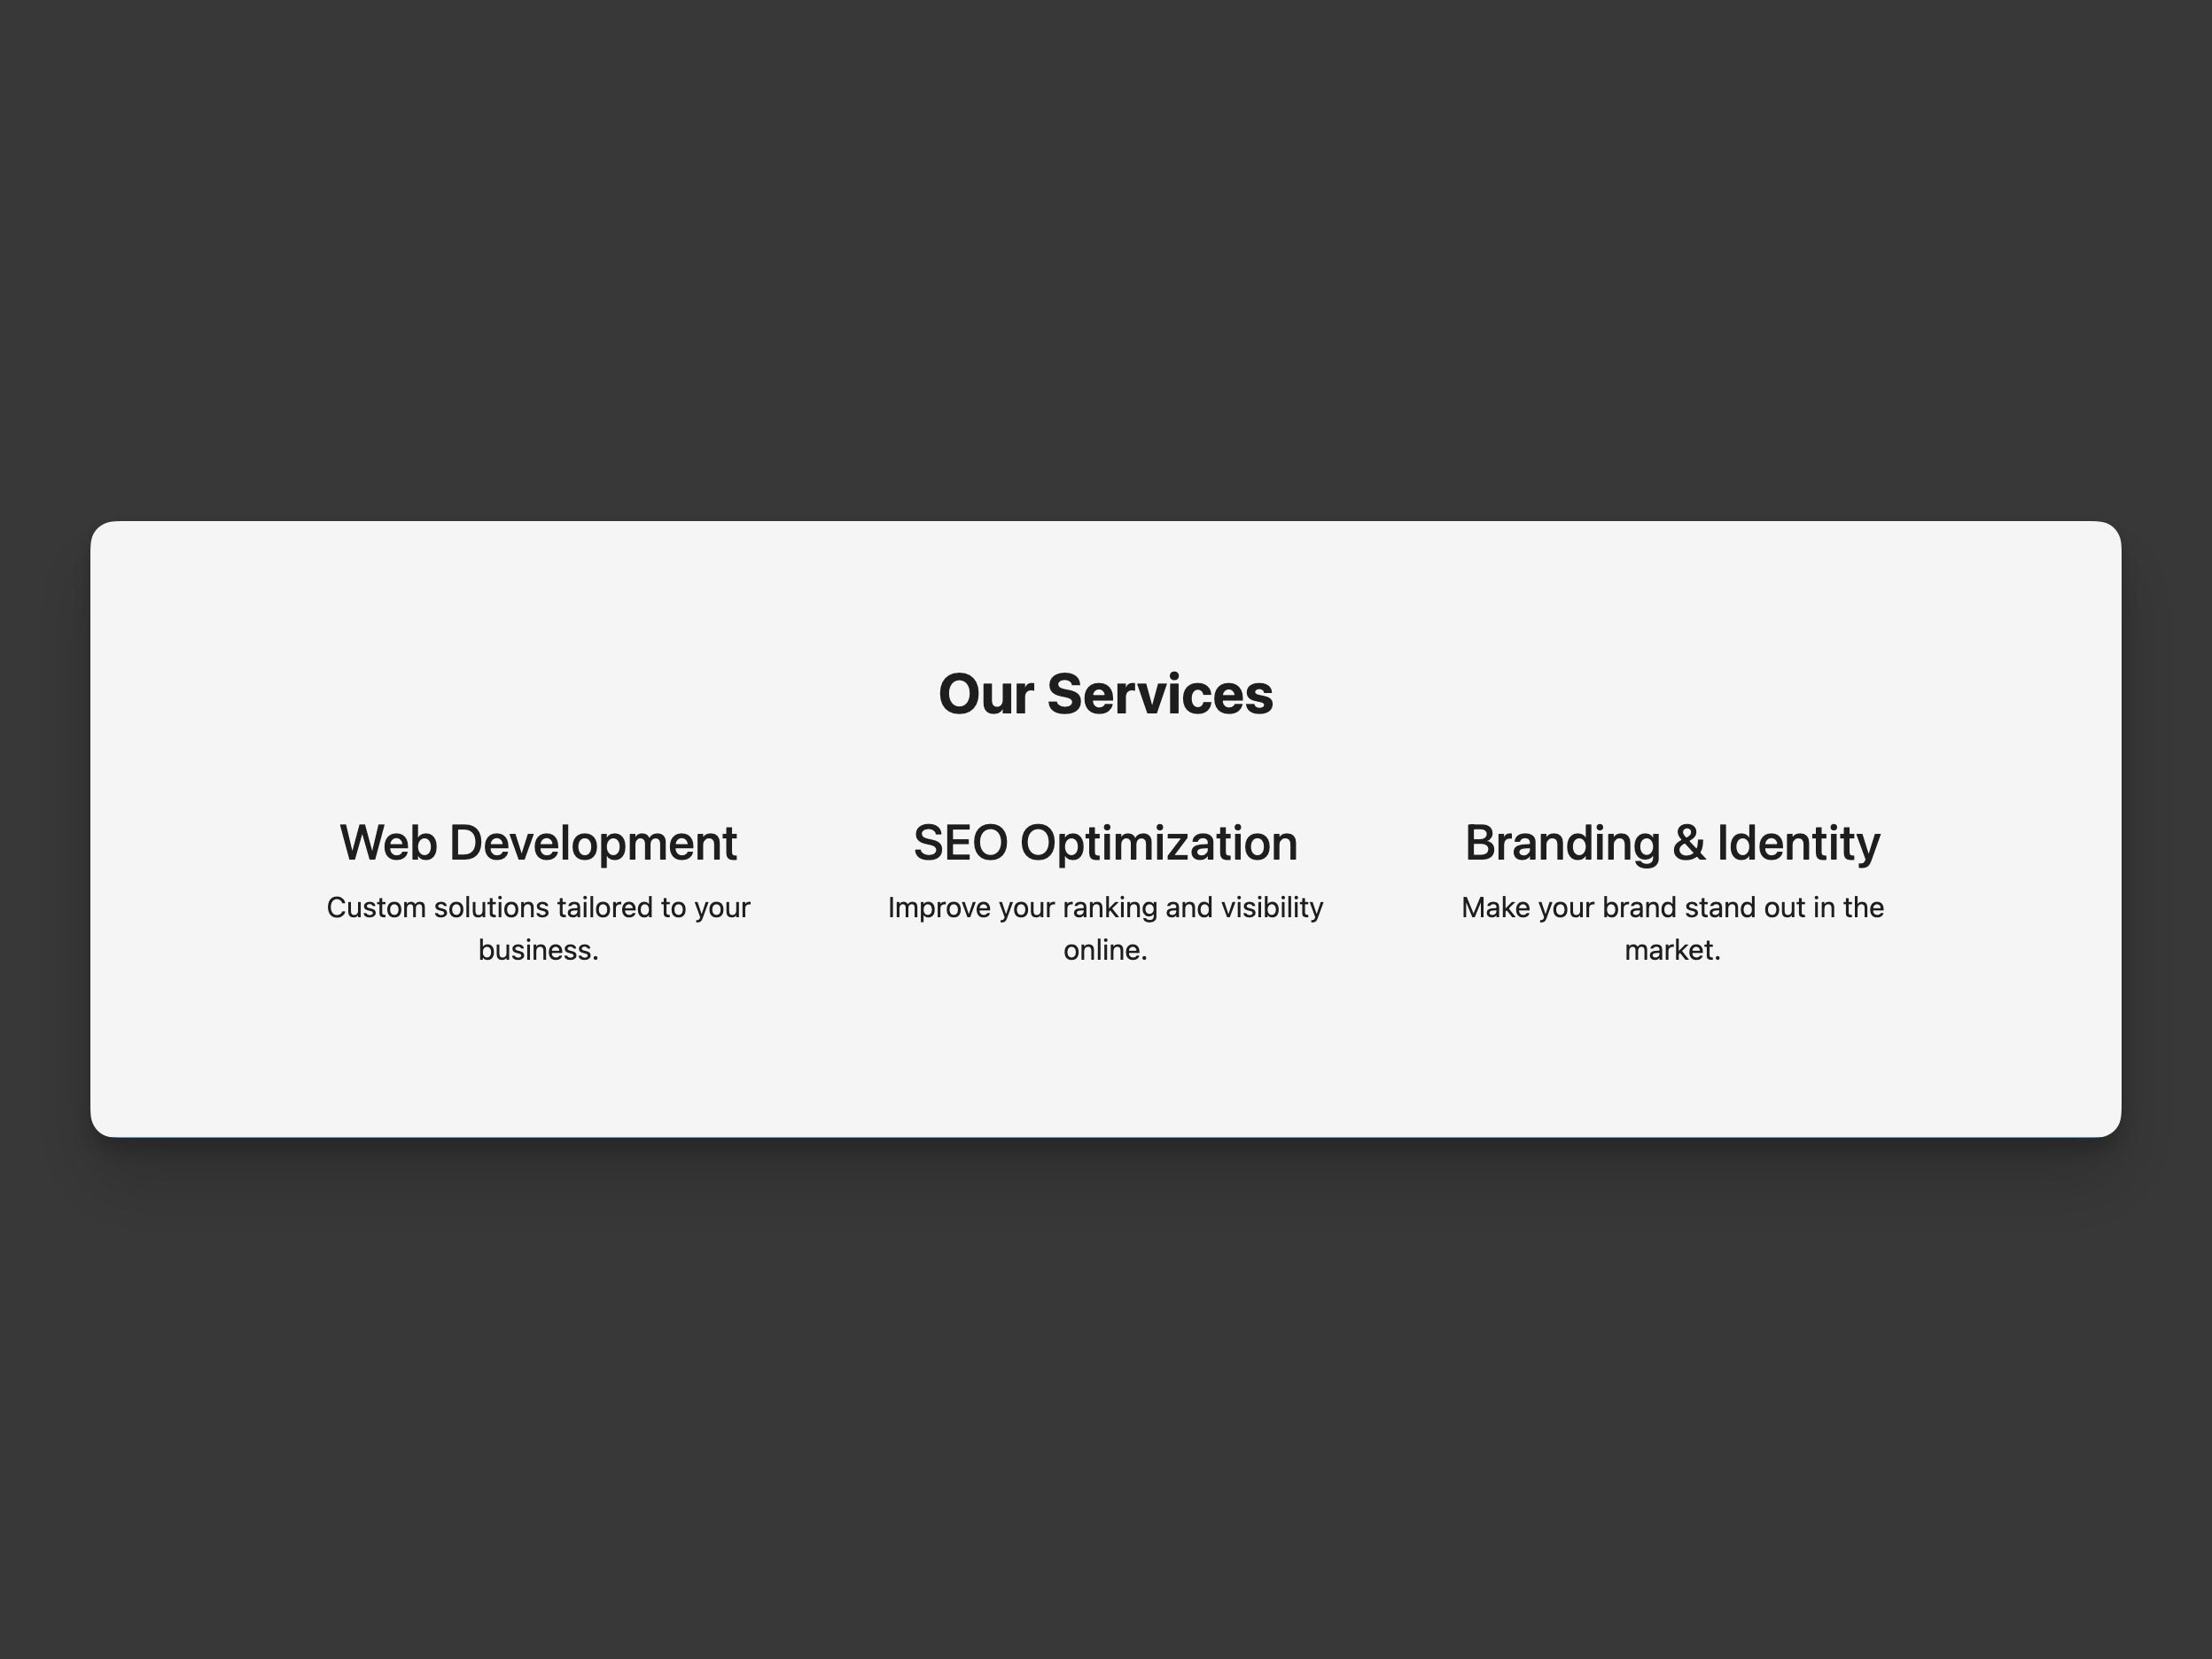 Our Services
Web Development
Custom solutions tailored to your
business.
SEO Optimization
Improve your ranking and visibility
online.
Branding & Identity
Make your brand stand out in the
market.